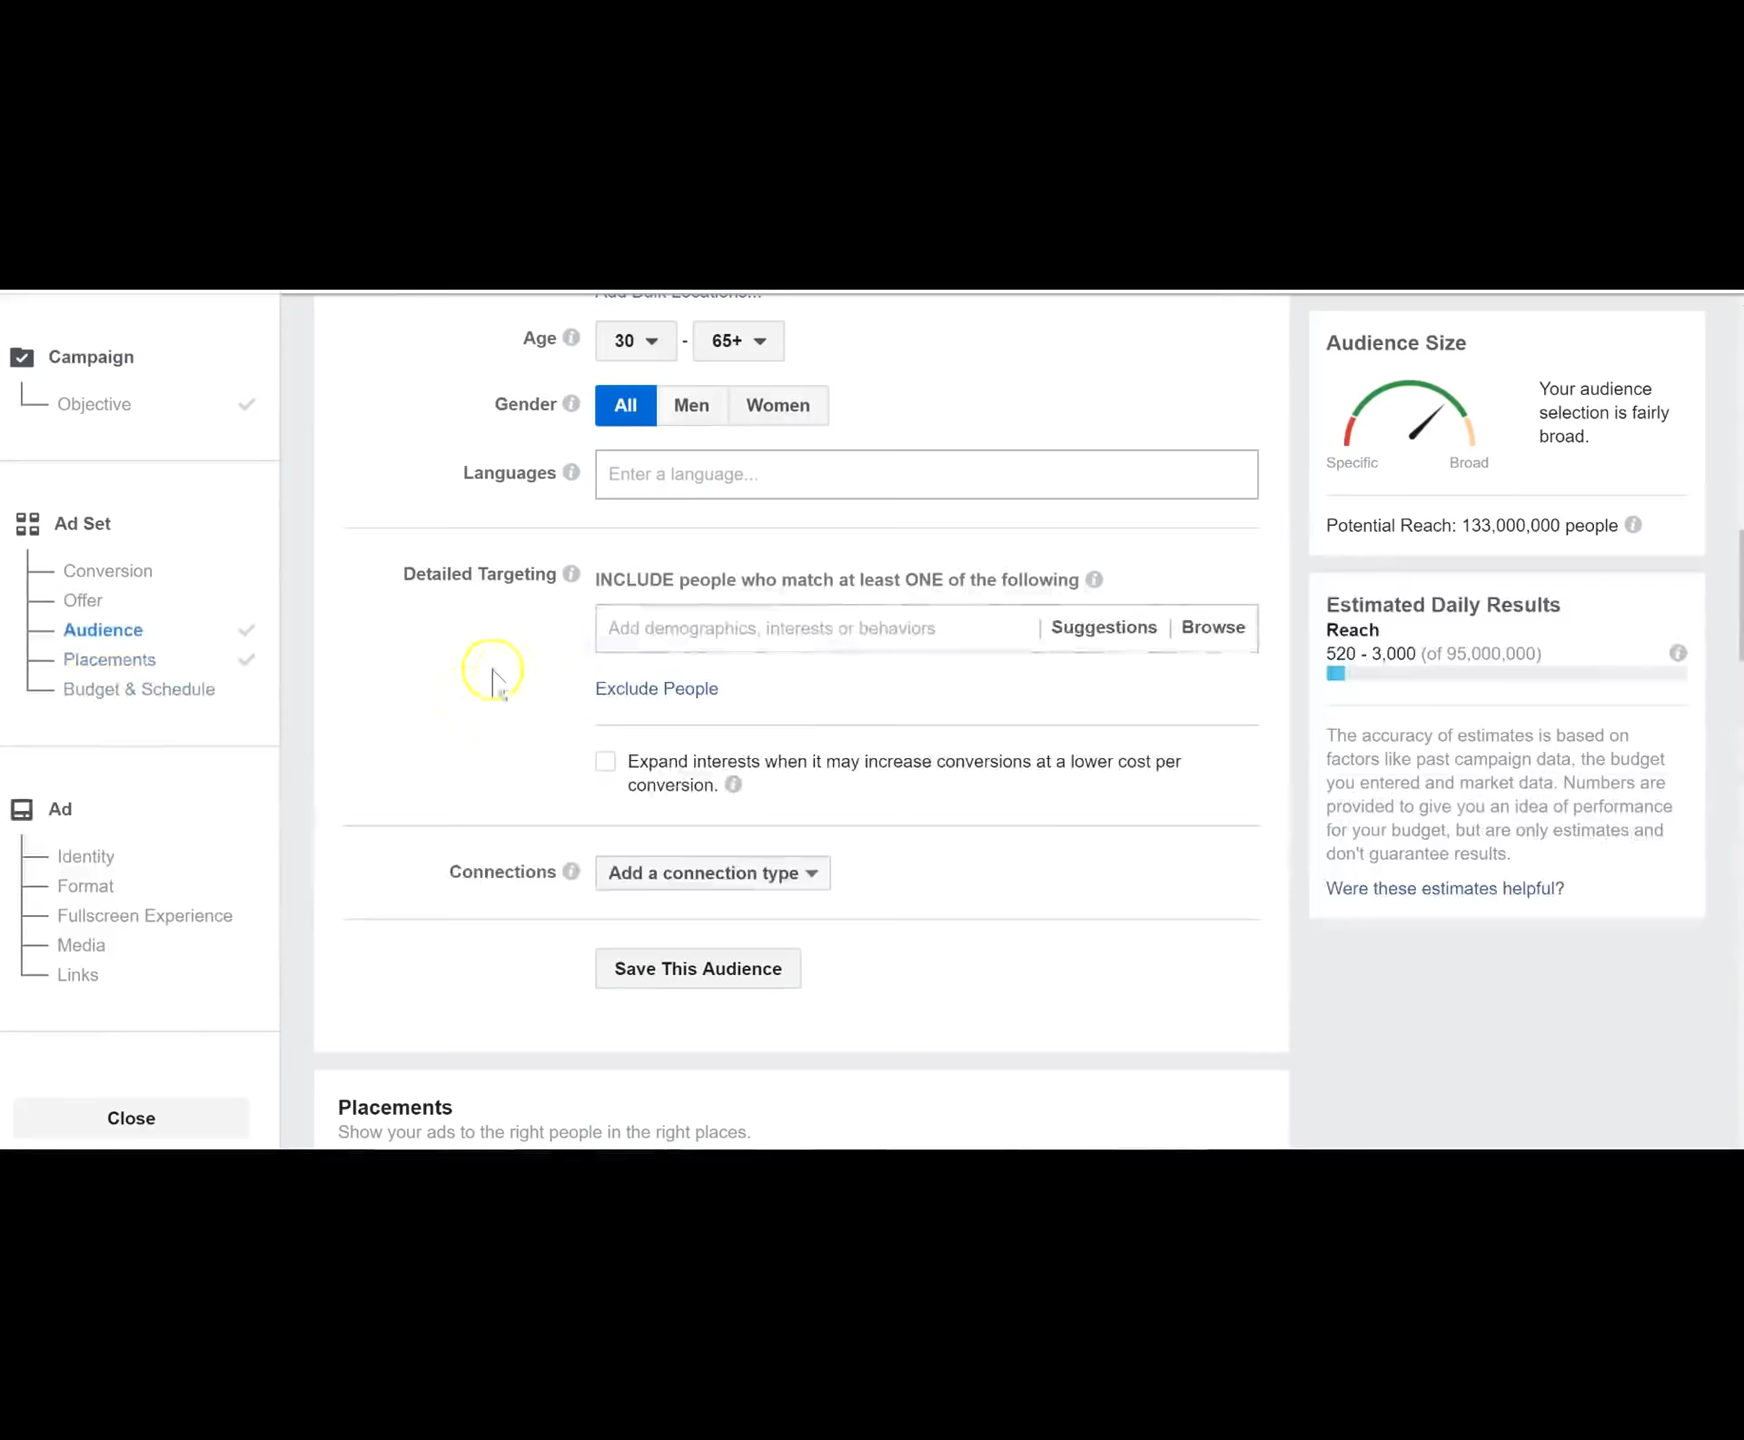 Campaign
Objective
Ad Set
Conversion
Offer
Audience
Placements
Budget & Schedule
Ad
Identity
Format
Fullscreen Experience
Media
Links
Close
Add Bulk Locations...
Age
30
-
65+
Gender
All
Men
Women
Languages
Enter a language...
Detailed Targeting
INCLUDE people who match at least ONE of the following
Add demographics, interests or behaviors
Suggestions
Browse
Exclude People
Expand interests when it may increase conversions at a lower cost per
conversion.
Connections
Add a connection type
Save This Audience
Placements
Show your ads to the right people in the right places.
Audience Size
Your audience
selection is fairly
broad.
Specific
Broad
Potential Reach: 133,000,000 people
Estimated Daily Results
Reach
520 - 3,000 (of 95,000,000)
The accuracy of estimates is based on
factors like past campaign data, the budget
you entered and market data. Numbers are
provided to give you an idea of performance
for your budget, but are only estimates and
don't guarantee results.
Were these estimates helpful?